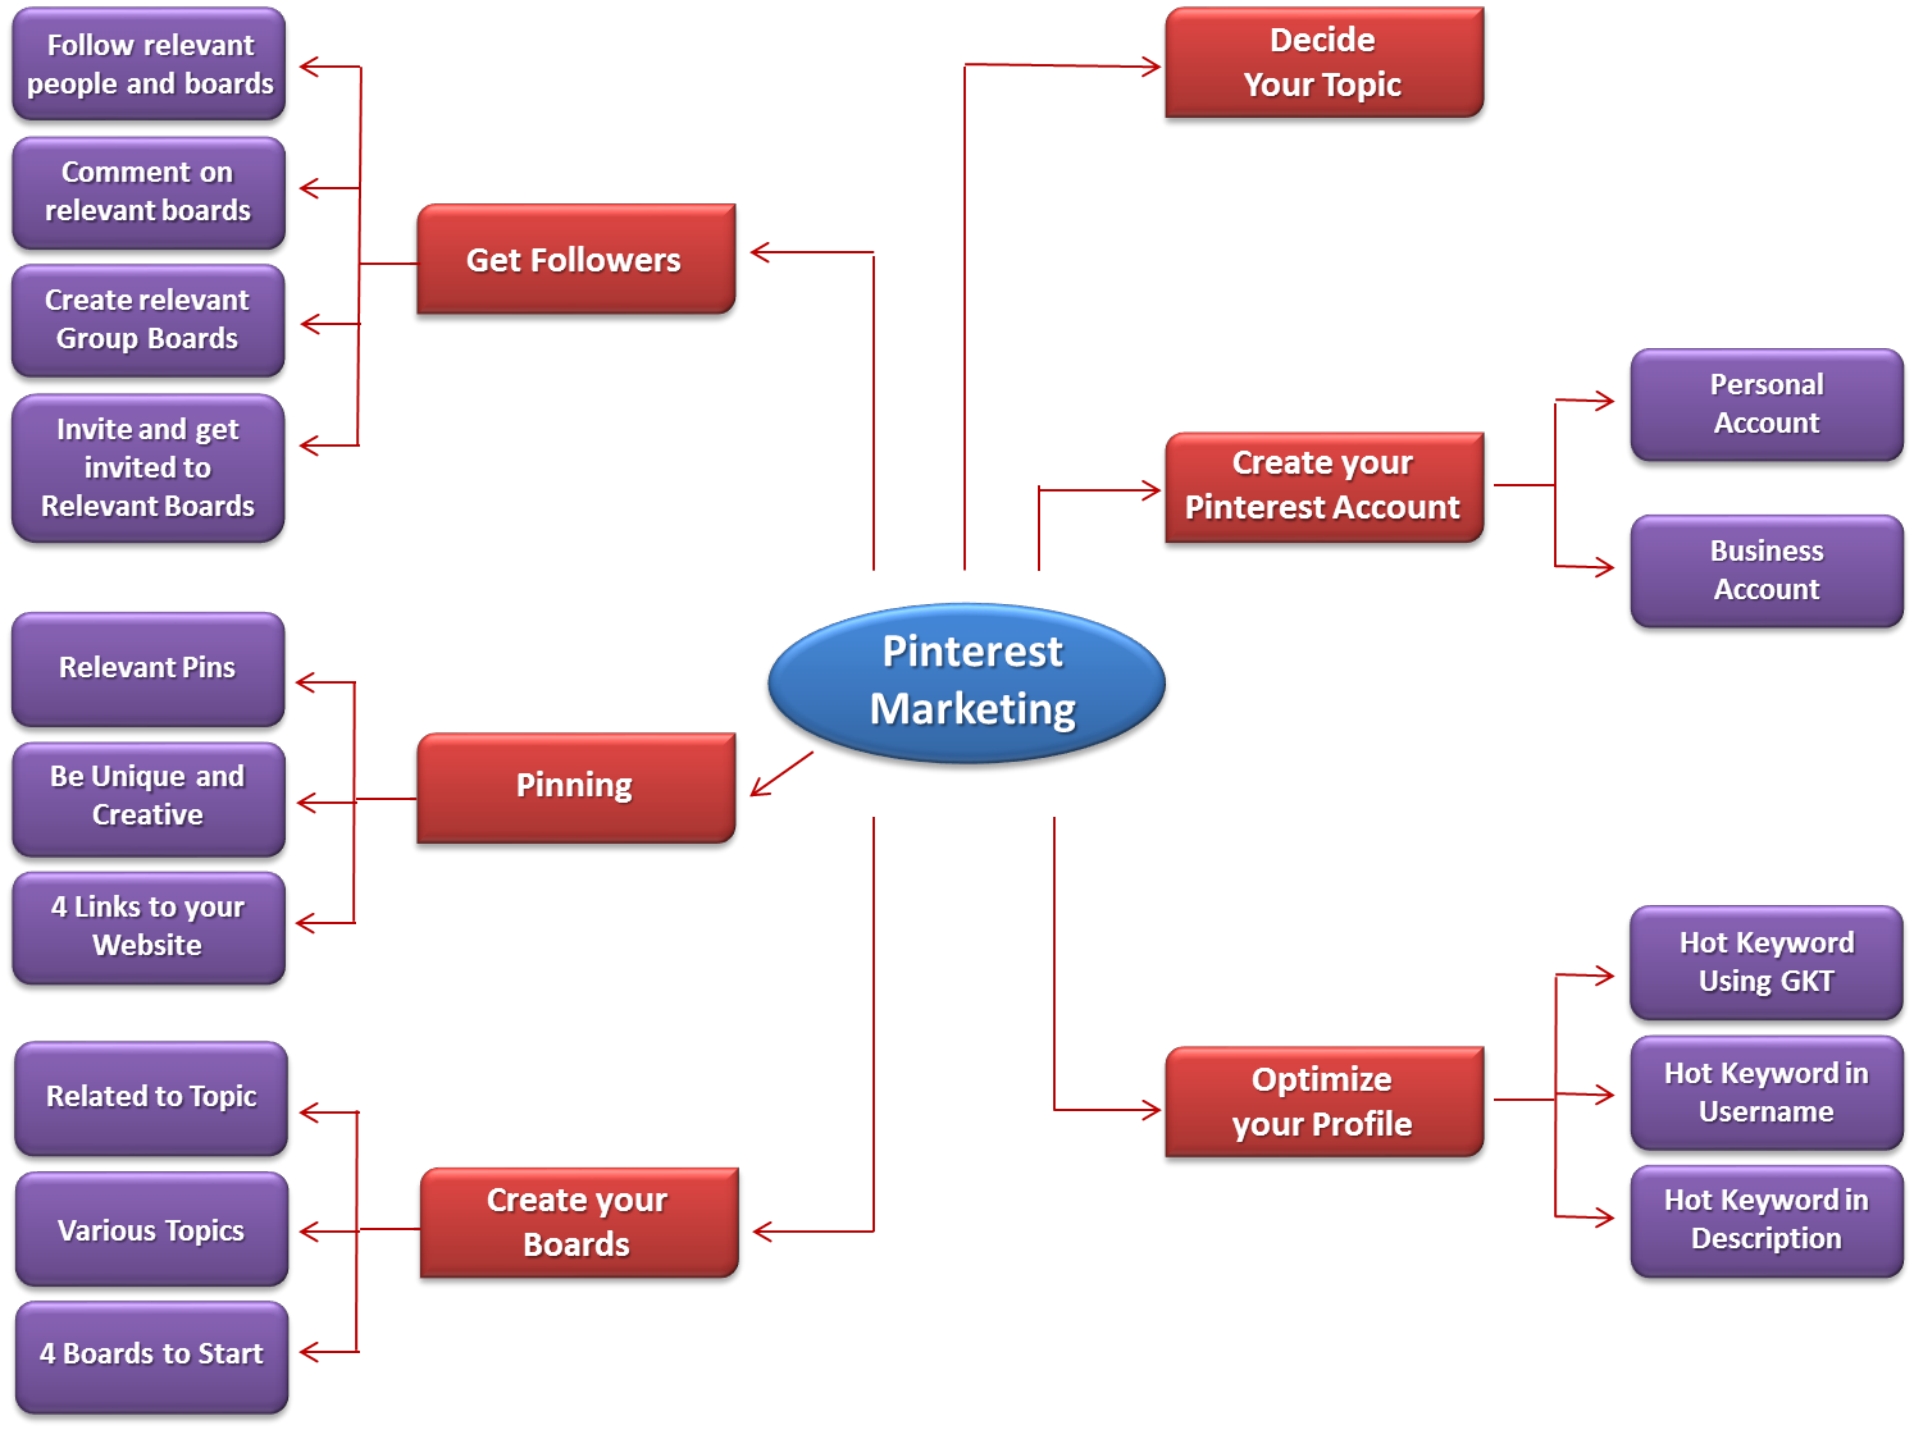 Follow relevant
people and boards
Comment on
relevant boards
Create relevant
Group Boards
Invite and get
invited to
Relevant Boards
Get Followers
Decide
Your Topic
Create your
Pinterest Account
Personal
Account
Business
Account
Pinterest
Marketing
Relevant Pins
Be Unique and
Creative
4 Links to your
Website
Pinning
Related to Topic
Various Topics
4 Boards to Start
Create your
Boards
Optimize
your Profile
Hot Keyword
Using GKT
Hot Keyword in
Username
Hot Keyword in
Description